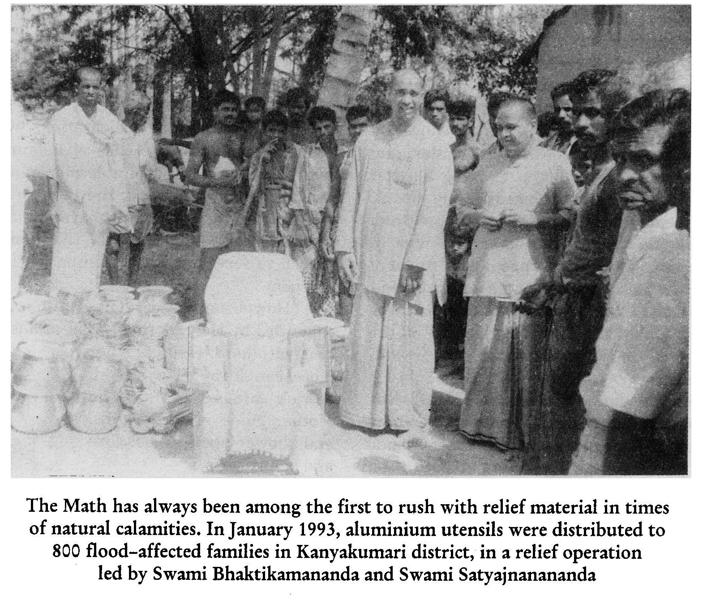 The Math has always been among the first to rush with relief material in times
of natural calamities. In January 1993, aluminium utensils were distributed to
800 flood-affected families in Kanyakumari district, in a relief operation
led by Swami Bhaktikamananda and Swami Satyajnanananda